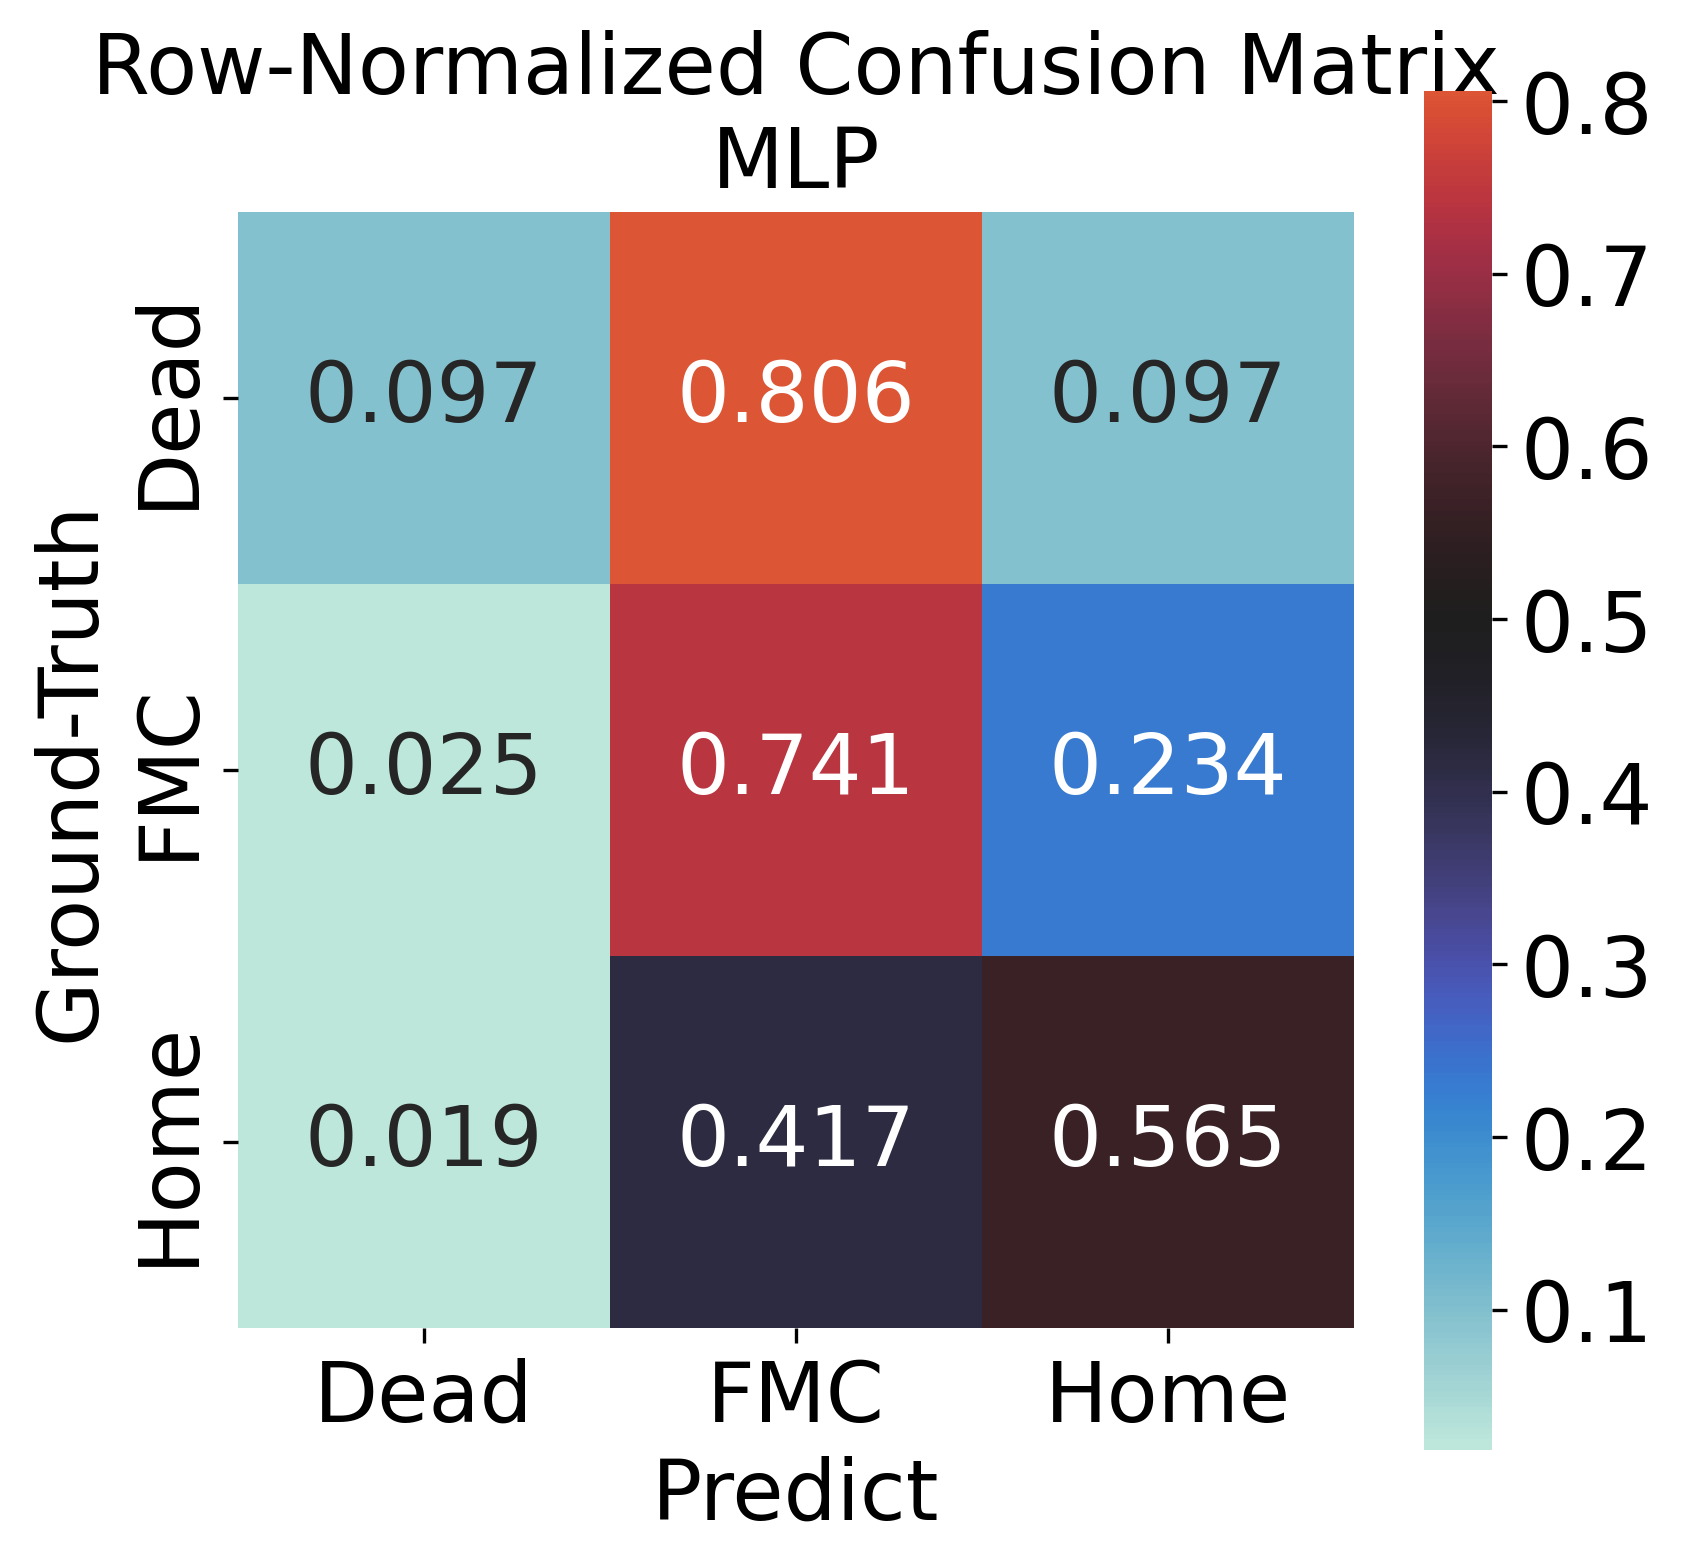 Row-Normalized Confusion Matrix
MLP
Ground-Truth
Dead
0.097 0.806 0.097
FMC
0.025 0.741 0.234
Home
0.019 0.417 0.565
Dead FMC Home
Predict
0.8
0.7
0.6
0.5
0.4
0.3
0.2
0.1